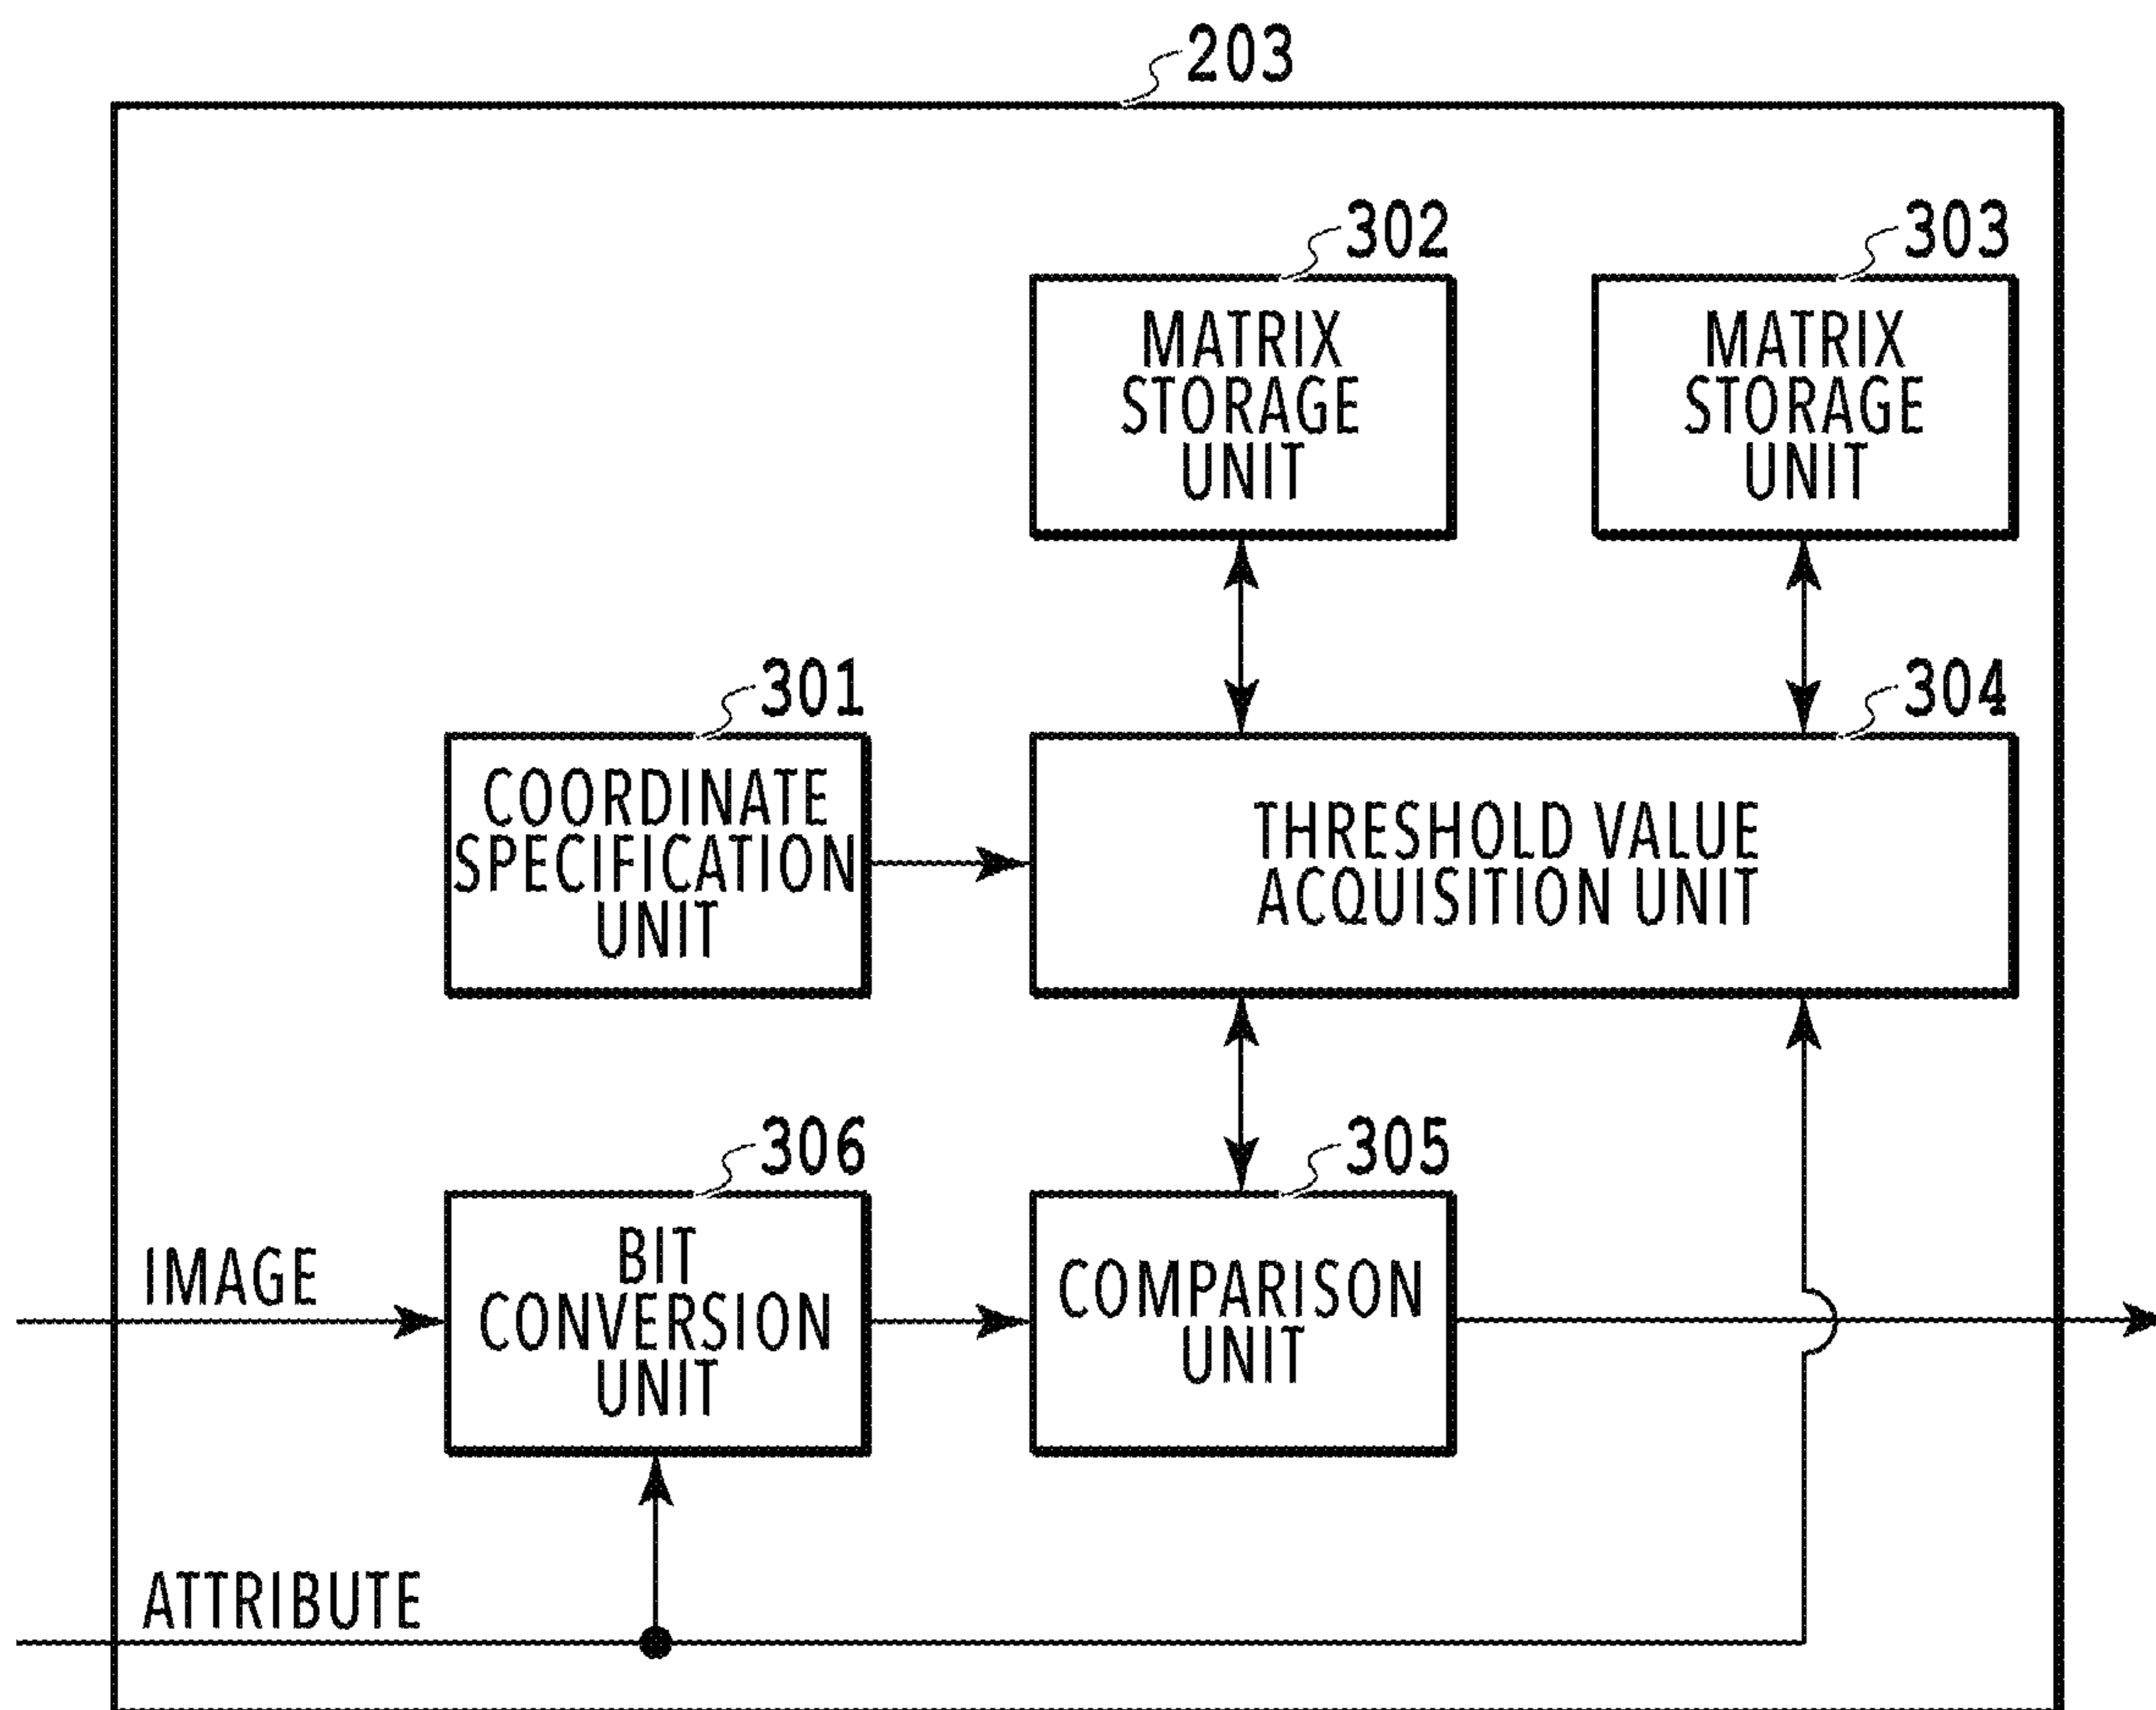 203
302
MATRIX
STORAGE
UNIT
303
MATRIX
STORAGE
UNIT
301
COORDINATE
SPECIFICATION
UNIT
304
THRESHOLD VALUE
ACQUISITION UNIT
306
BIT
CONVERSION
UNIT
305
COMPARISON
UNIT
IMAGE
ATTRIBUTE